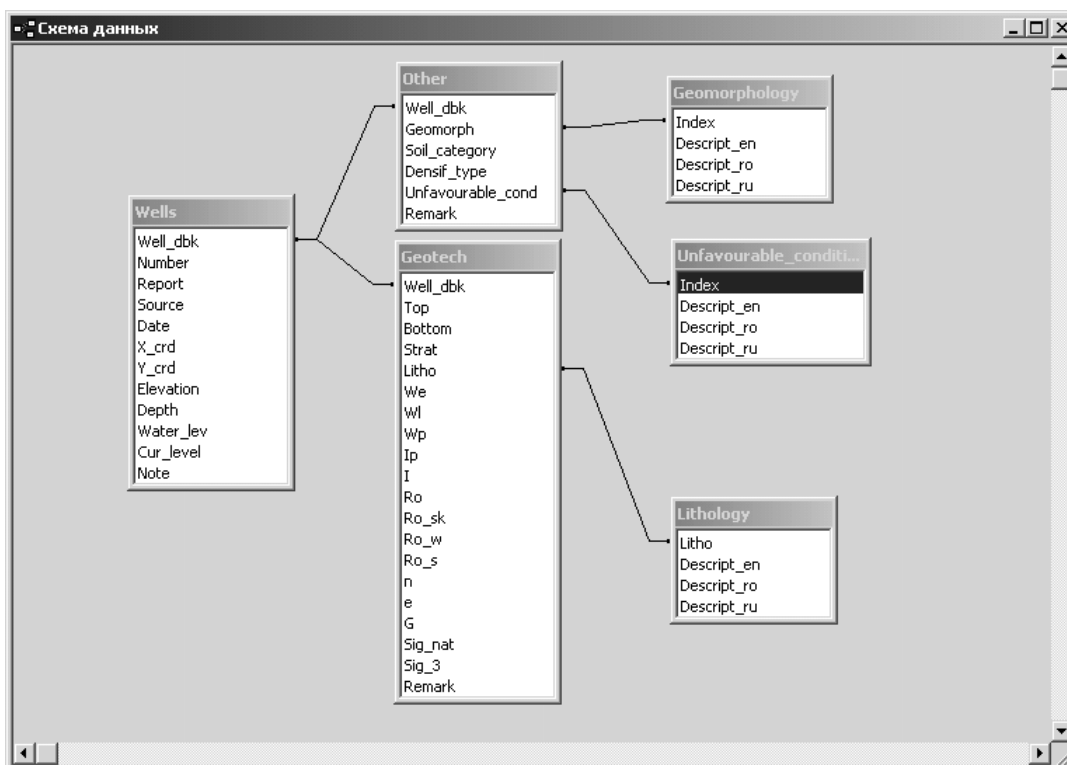 Схема данных
Other
Well_dbk
Geomorph
Soil_category
Densif_type
Unfavourable_cond
Remark
Geomorphology
Index
Descript_en
Descript_ro
Descript_ru
Wells
Well_dbk
Number
Report
Source
Date
X_crd
Y_crd
Elevation
Depth
Water_lev
Cur_level
Note
Geotech
Well_dbk
Top
Bottom
Strat
Litho
We
Wl
Wp
Ip
I
Ro
Ro_sk
Ro_w
Ro_s
n
e
G
Sig_nat
Sig_3
Remark
Unfavourable_conditi...
Index
Descript_en
Descript_ro
Descript_ru
Lithology
Litho
Descript_en
Descript_ro
Descript_ru